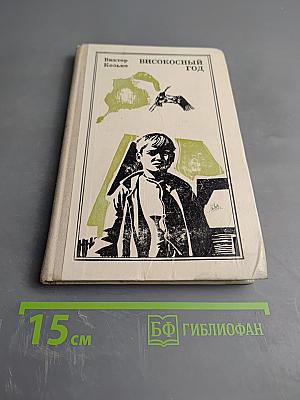 Виктор
Козько
ВИСОКОСНЫЙ
ГОД
15 см
БФ ГИБЛИОФАН